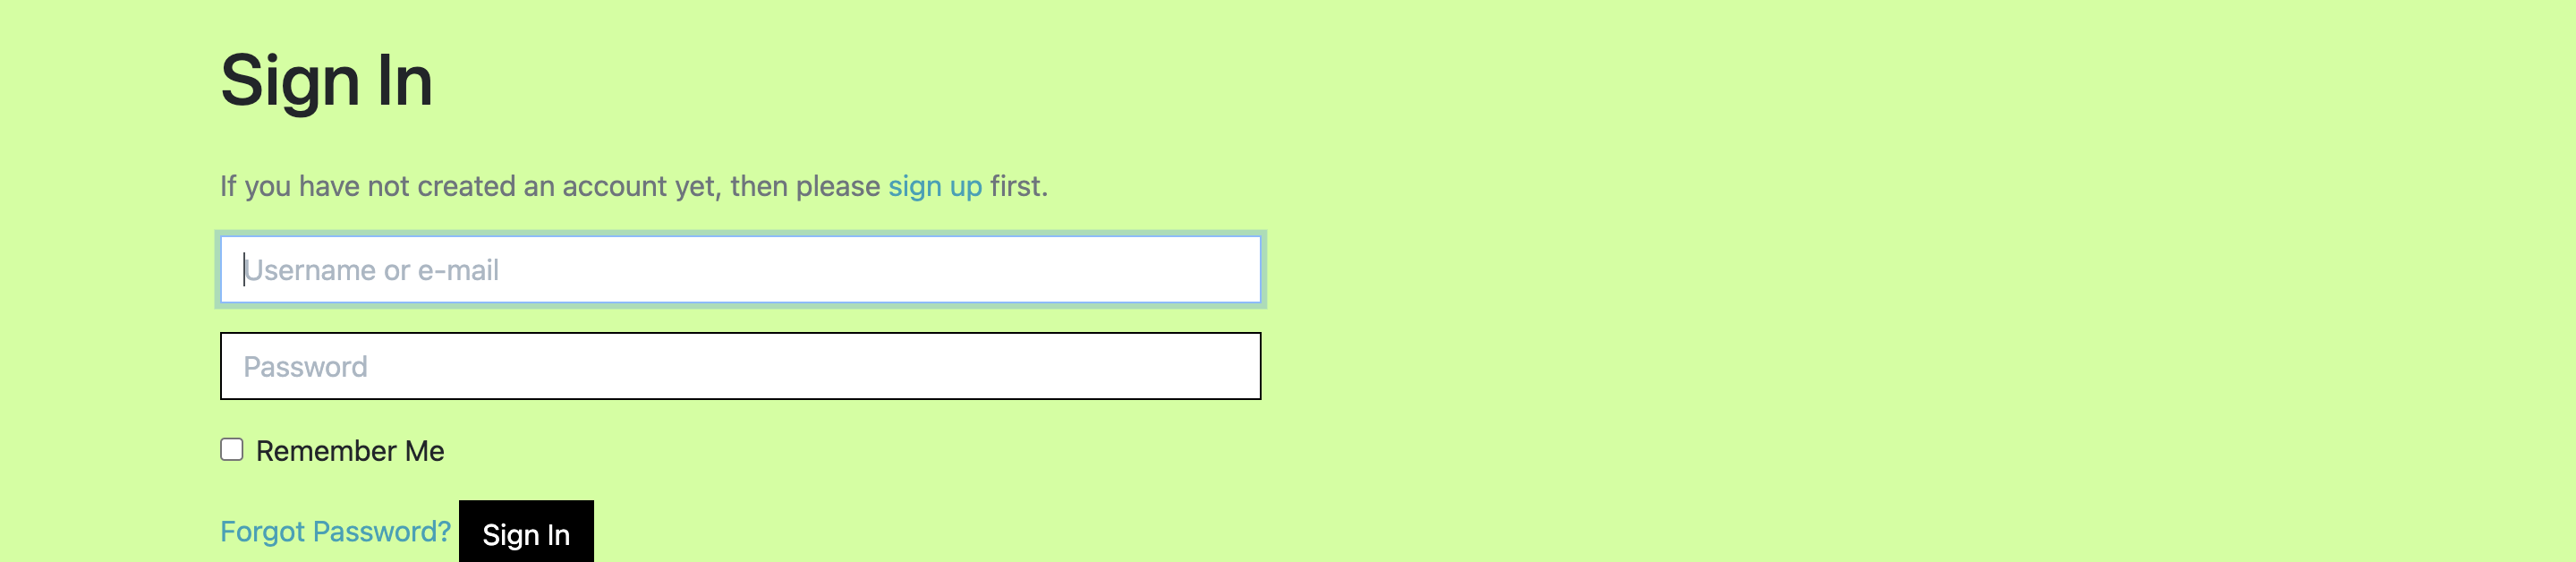 Sign In
If you have not created an account yet, then please sign up first.
Username or e-mail
Password
Remember Me
Forgot Password? Sign In